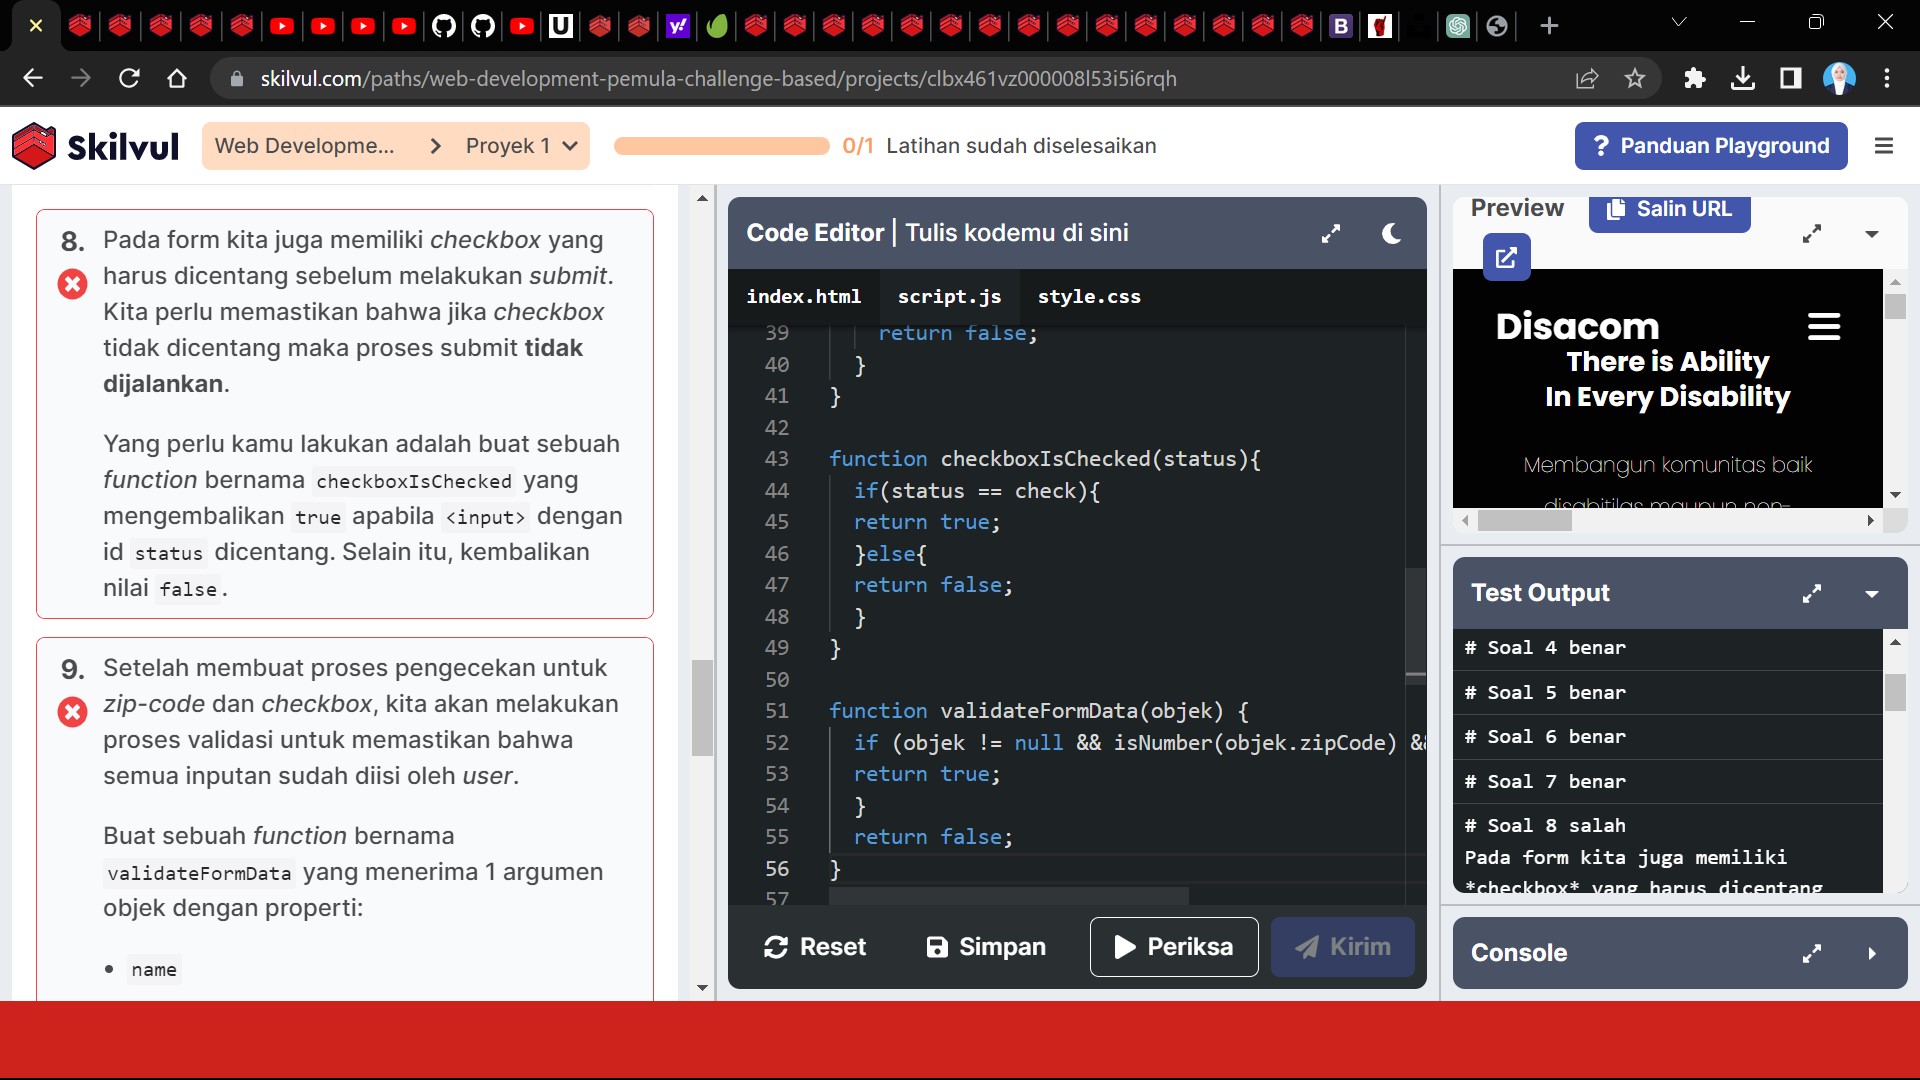 skilvul.com/paths/web-development-pemula-challenge-based/projects/clbx461vz000008l53i5i6rqh
Skilvul
Web Developme... > Proyek 1
0/1 Latihan sudah diselesaikan
? Panduan Playground
8. Pada form kita juga memiliki checkbox yang
harus dicentang sebelum melakukan submit.
Kita perlu memastikan bahwa jika checkbox
tidak dicentang maka proses submit tidak
dijalankan.
Yang perlu kamu lakukan adalah buat sebuah
function bernama checkboxIsChecked yang
mengembalikan true apabila <input> dengan
id status dicentang. Selain itu, kembalikan
nilai false.
9. Setelah membuat proses pengecekan untuk
zip-code dan checkbox, kita akan melakukan
proses validasi untuk memastikan bahwa
semua inputan sudah diisi oleh user.
Buat sebuah function bernama
validateFormData yang menerima 1 argumen
objek dengan properti:
• name
Code Editor | Tulis kodemu di sini
index.html script.js style.css
39 return false;
40 }
41 }
42
43 function checkboxIsChecked(status){
44 if(status == check){
45 return true;
46 }else{
47 return false;
48 }
49 }
50
51 function validateFormData(objek) {
52 if (objek != null && isNumber(objek.zipCode) &&
53 return true;
54 }
55 return false;
56 }
57
Reset Simpan Periksa Kirim
Preview Salin URL
Disacom
There is Ability
In Every Disability
Membangun komunitas baik
disabitilas maupun non-
Test Output
# Soal 4 benar
# Soal 5 benar
# Soal 6 benar
# Soal 7 benar
# Soal 8 salah
Pada form kita juga memiliki
*checkbox* yang harus dicentang
Console